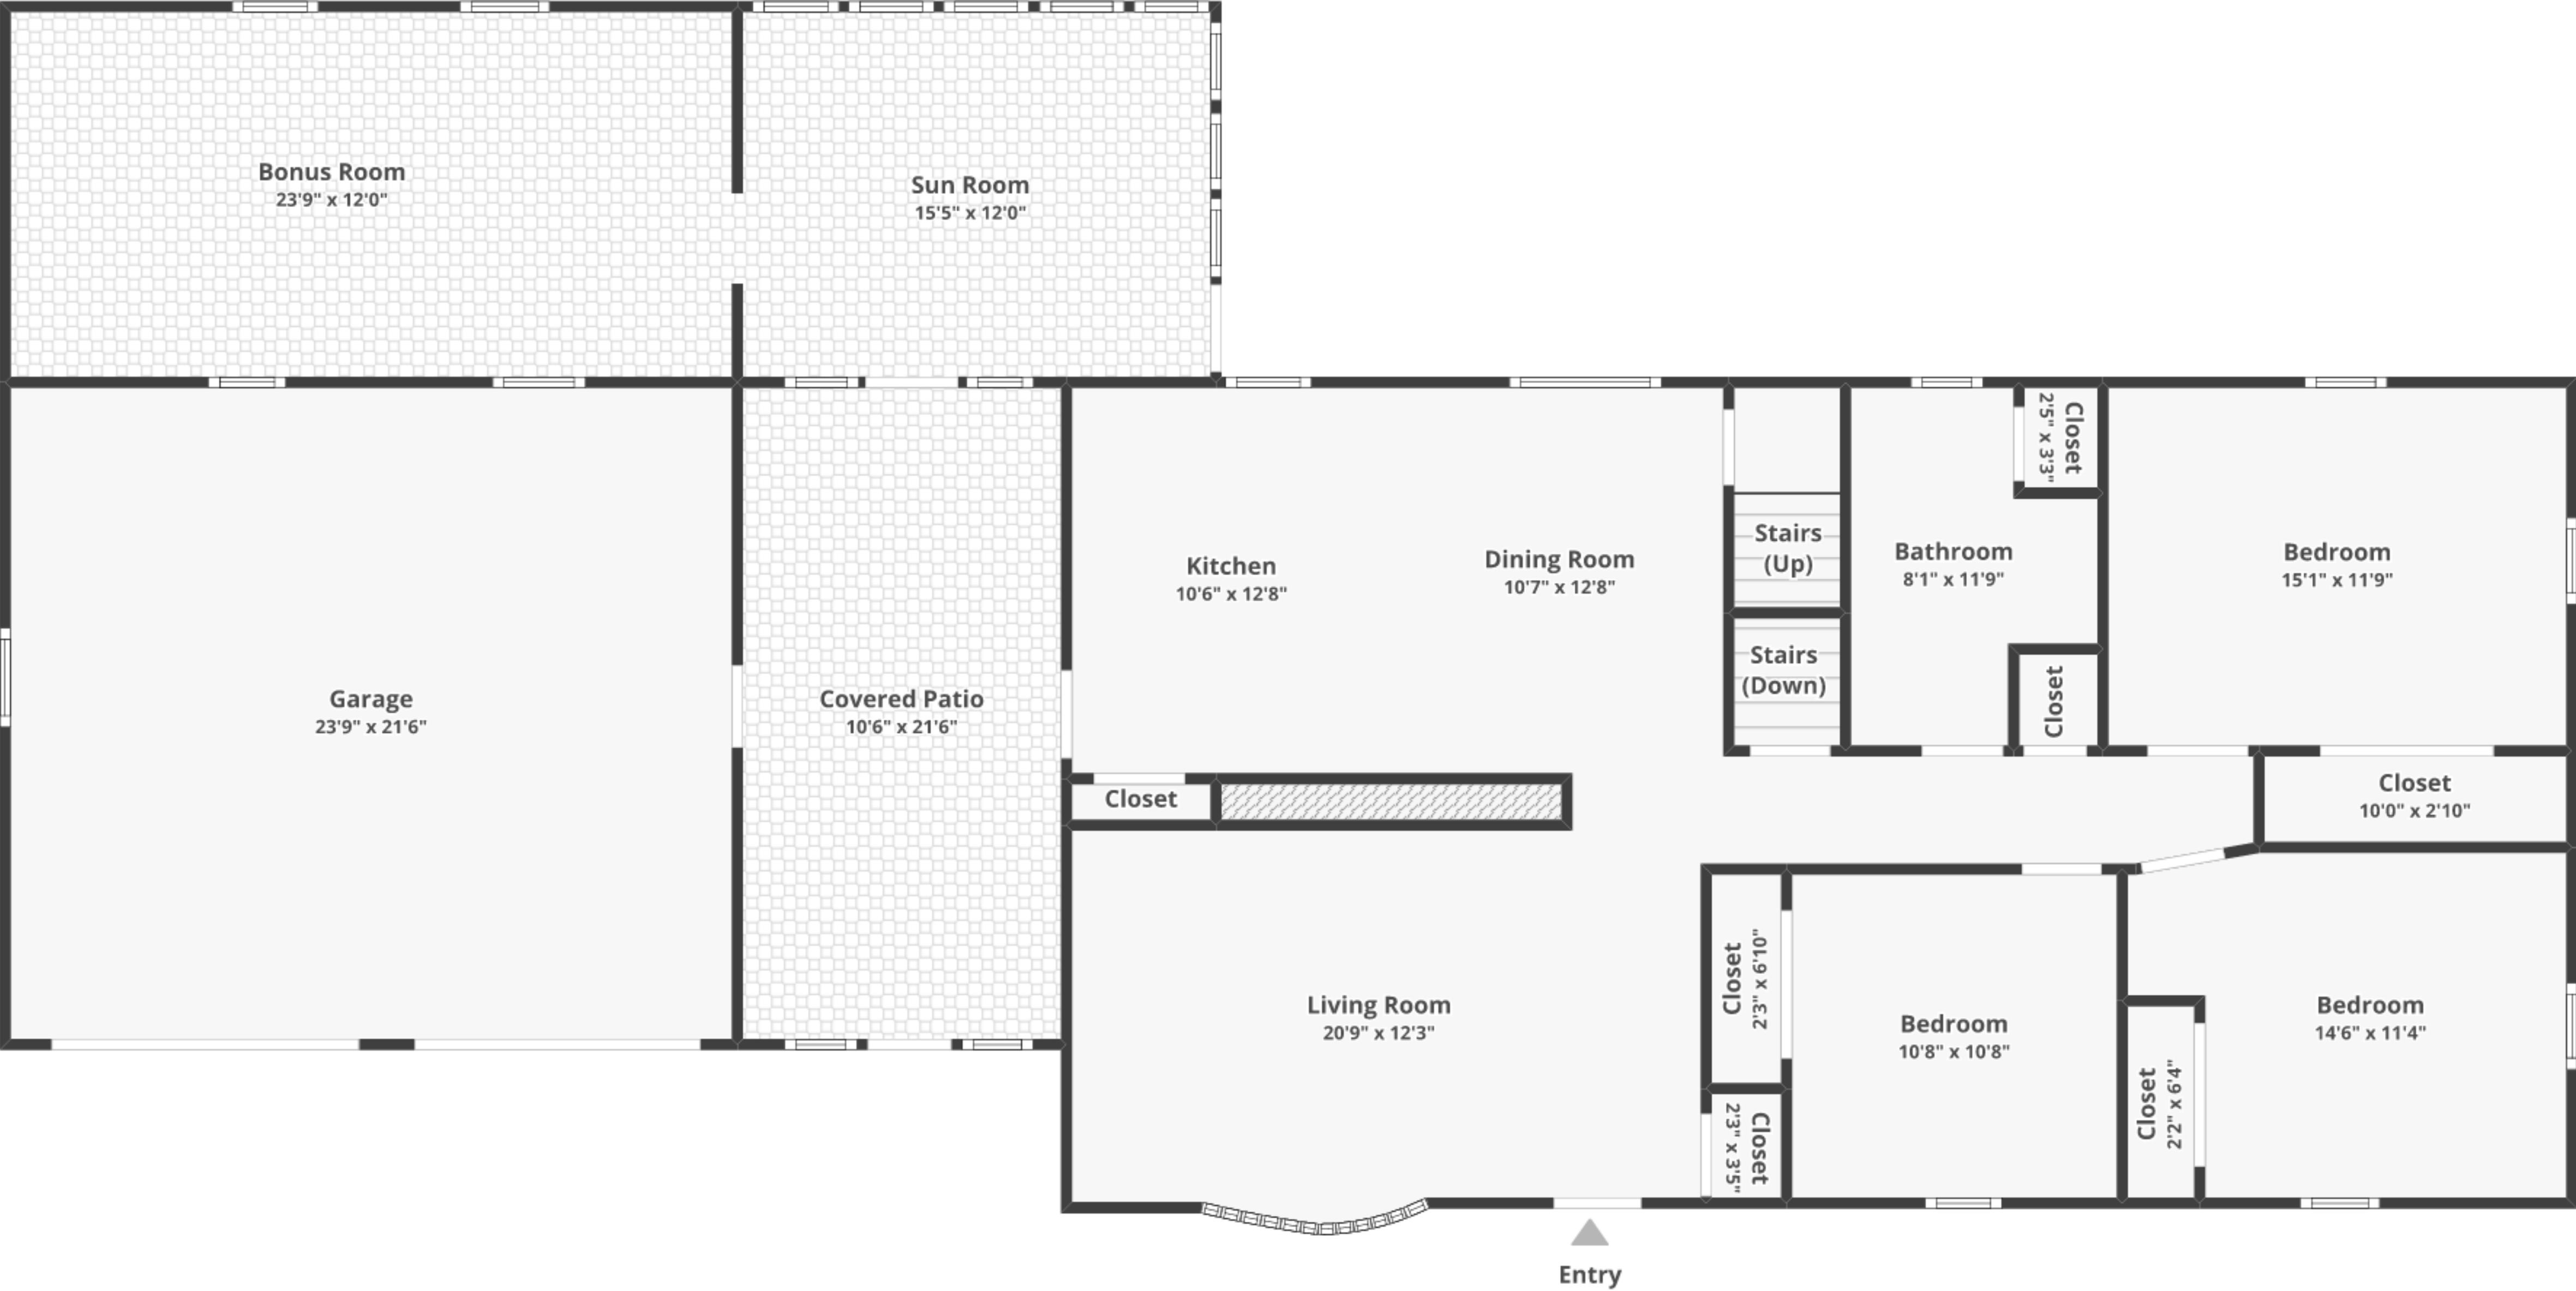 Bonus Room
23'9" x 12'0"
Sun Room
15'5" x 12'0"
Closet
2'5" x 3'3"
Stairs
(Up)
Kitchen
10'6" x 12'8"
Dining Room
10'7" x 12'8"
Bathroom
8'1" x 11'9"
Bedroom
15'1" x 11'9"
Stairs
(Down)
Closet
Garage
23'9" x 21'6"
Covered Patio
10'6" x 21'6"
Closet
Closet
10'0" x 2'10"
Closet
2'3" x 6'10"
Living Room
20'9" x 12'3"
Bedroom
10'8" x 10'8"
Bedroom
14'6" x 11'4"
Closet
2'2" x 6'4"
Closet
2'3" x 3'5"
Entry